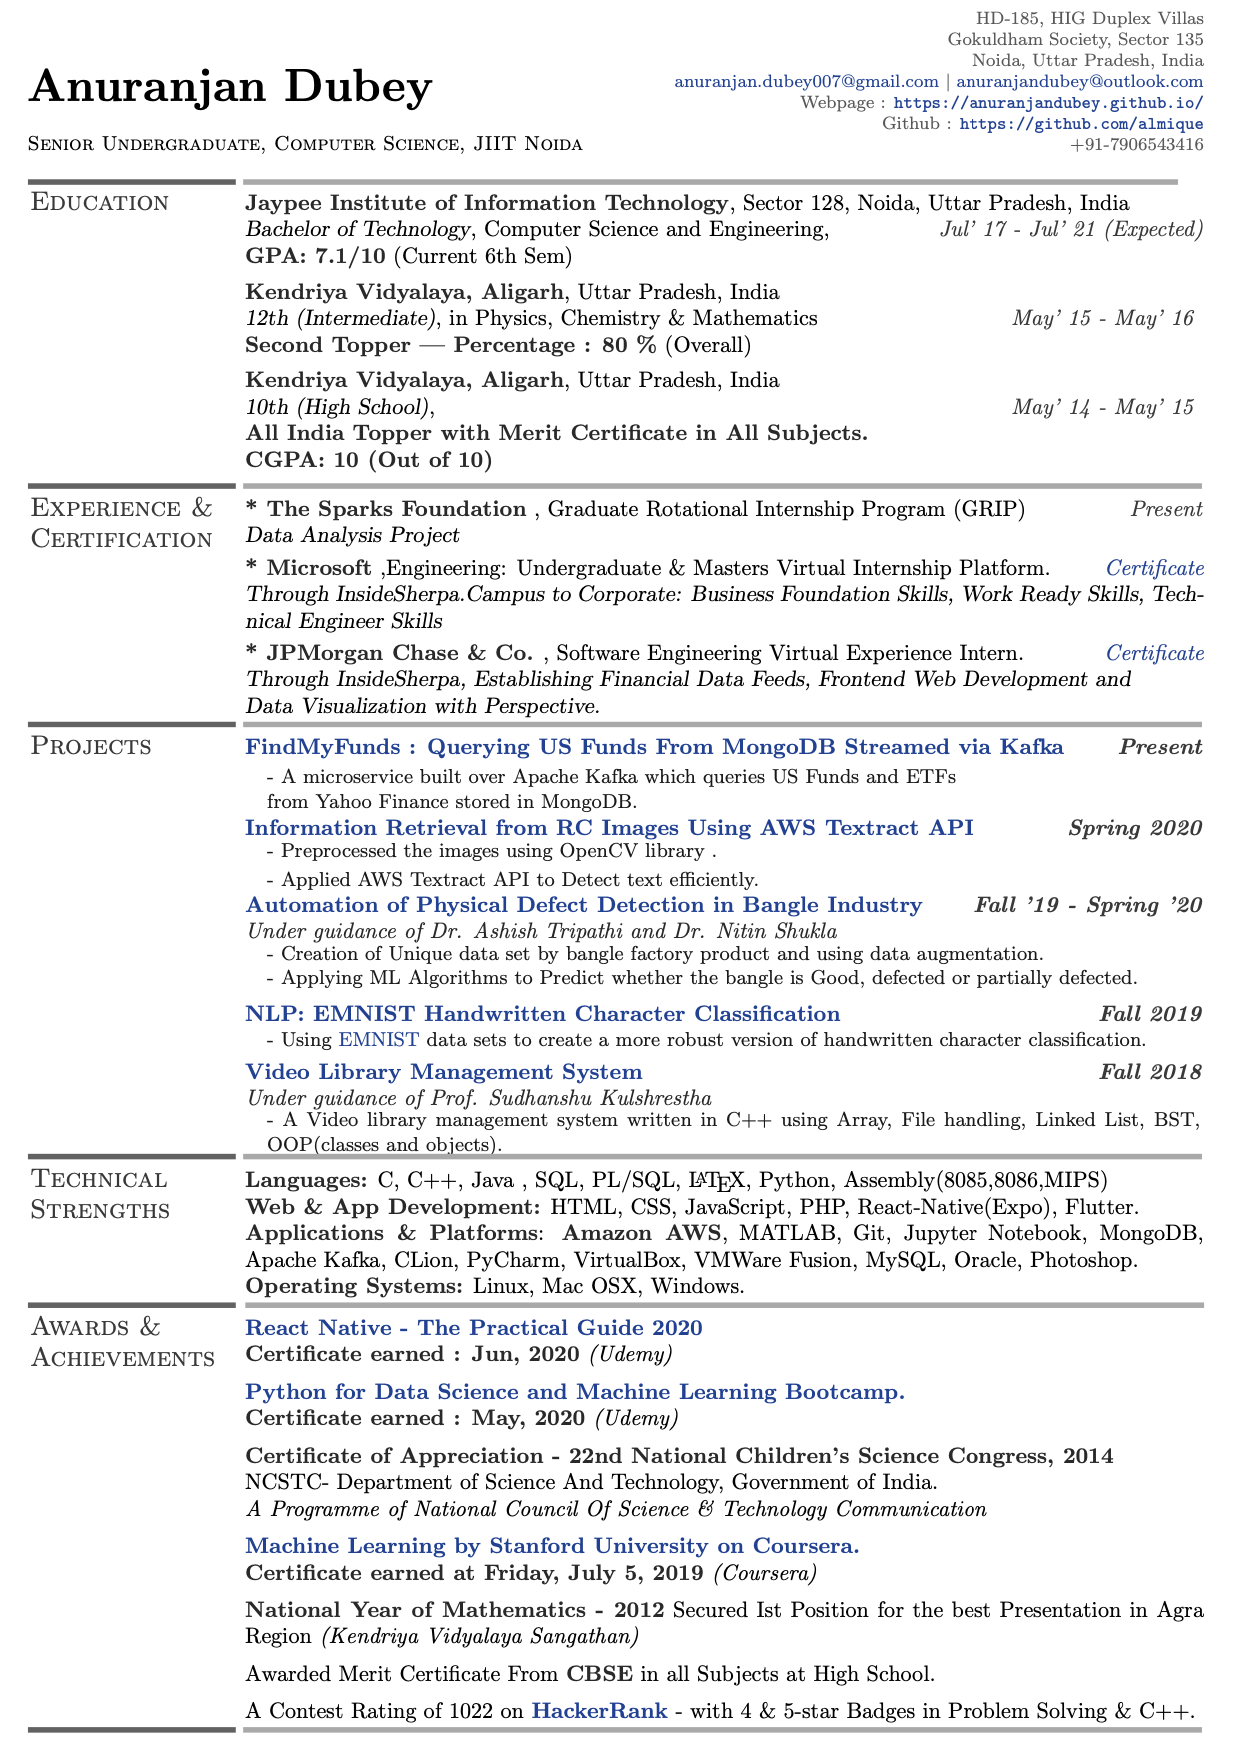 HD-185, HIG Duplex Villas
Gokuldham Society, Sector 135
Noida, Uttar Pradesh, India
Anuranjan Dubey
anuranjan.dubey007@gmail.com | anuranjandubey@outlook.com
Webpage : https://anuranjandubey.github.io/
Github : https://github.com/almique
Senior Undergraduate, Computer Science, JIIT Noida
+91-7906543416
Education
Jaypee Institute of Information Technology, Sector 128, Noida, Uttar Pradesh, India
Bachelor of Technology, Computer Science and Engineering, Jul' 17 - Jul' 21 (Expected)
GPA: 7.1/10 (Current 6th Sem)
Kendriya Vidyalaya, Aligarh, Uttar Pradesh, India
12th (Intermediate), in Physics, Chemistry & Mathematics May' 15 - May' 16
Second Topper — Percentage : 80 % (Overall)
Kendriya Vidyalaya, Aligarh, Uttar Pradesh, India
10th (High School), May' 14 - May' 15
All India Topper with Merit Certificate in All Subjects.
CGPA: 10 (Out of 10)
Experience &
Certification
* The Sparks Foundation , Graduate Rotational Internship Program (GRIP) Present
Data Analysis Project
* Microsoft ,Engineering: Undergraduate & Masters Virtual Internship Platform. Certificate
Through InsideSherpa.Campus to Corporate: Business Foundation Skills, Work Ready Skills, Tech-
nical Engineer Skills
* JPMorgan Chase & Co. , Software Engineering Virtual Experience Intern. Certificate
Through InsideSherpa, Establishing Financial Data Feeds, Frontend Web Development and
Data Visualization with Perspective.
Projects
FindMyFunds : Querying US Funds From MongoDB Streamed via Kafka Present
- A microservice built over Apache Kafka which queries US Funds and ETFs
from Yahoo Finance stored in MongoDB.
Information Retrieval from RC Images Using AWS Textract API Spring 2020
- Preprocessed the images using OpenCV library .
- Applied AWS Textract API to Detect text efficiently.
Automation of Physical Defect Detection in Bangle Industry Fall '19 - Spring '20
Under guidance of Dr. Ashish Tripathi and Dr. Nitin Shukla
- Creation of Unique data set by bangle factory product and using data augmentation.
- Applying ML Algorithms to Predict whether the bangle is Good, defected or partially defected.
NLP: EMNIST Handwritten Character Classification Fall 2019
- Using EMNIST data sets to create a more robust version of handwritten character classification.
Video Library Management System Fall 2018
Under guidance of Prof. Sudhanshu Kulshrestha
- A Video library management system written in C++ using Array, File handling, Linked List, BST,
OOP(classes and objects).
Technical
Strengths
Languages: C, C++, Java , SQL, PL/SQL, LATEX, Python, Assembly(8085,8086,MIPS)
Web & App Development: HTML, CSS, JavaScript, PHP, React-Native(Expo), Flutter.
Applications & Platforms: Amazon AWS, MATLAB, Git, Jupyter Notebook, MongoDB,
Apache Kafka, CLion, PyCharm, VirtualBox, VMWare Fusion, MySQL, Oracle, Photoshop.
Operating Systems: Linux, Mac OSX, Windows.
Awards &
Achievements
React Native - The Practical Guide 2020
Certificate earned : Jun, 2020 (Udemy)
Python for Data Science and Machine Learning Bootcamp.
Certificate earned : May, 2020 (Udemy)
Certificate of Appreciation - 22nd National Children's Science Congress, 2014
NCSTC- Department of Science And Technology, Government of India.
A Programme of National Council Of Science & Technology Communication
Machine Learning by Stanford University on Coursera.
Certificate earned at Friday, July 5, 2019 (Coursera)
National Year of Mathematics - 2012 Secured Ist Position for the best Presentation in Agra
Region (Kendriya Vidyalaya Sangathan)
Awarded Merit Certificate From CBSE in all Subjects at High School.
A Contest Rating of 1022 on HackerRank - with 4 & 5-star Badges in Problem Solving & C++.